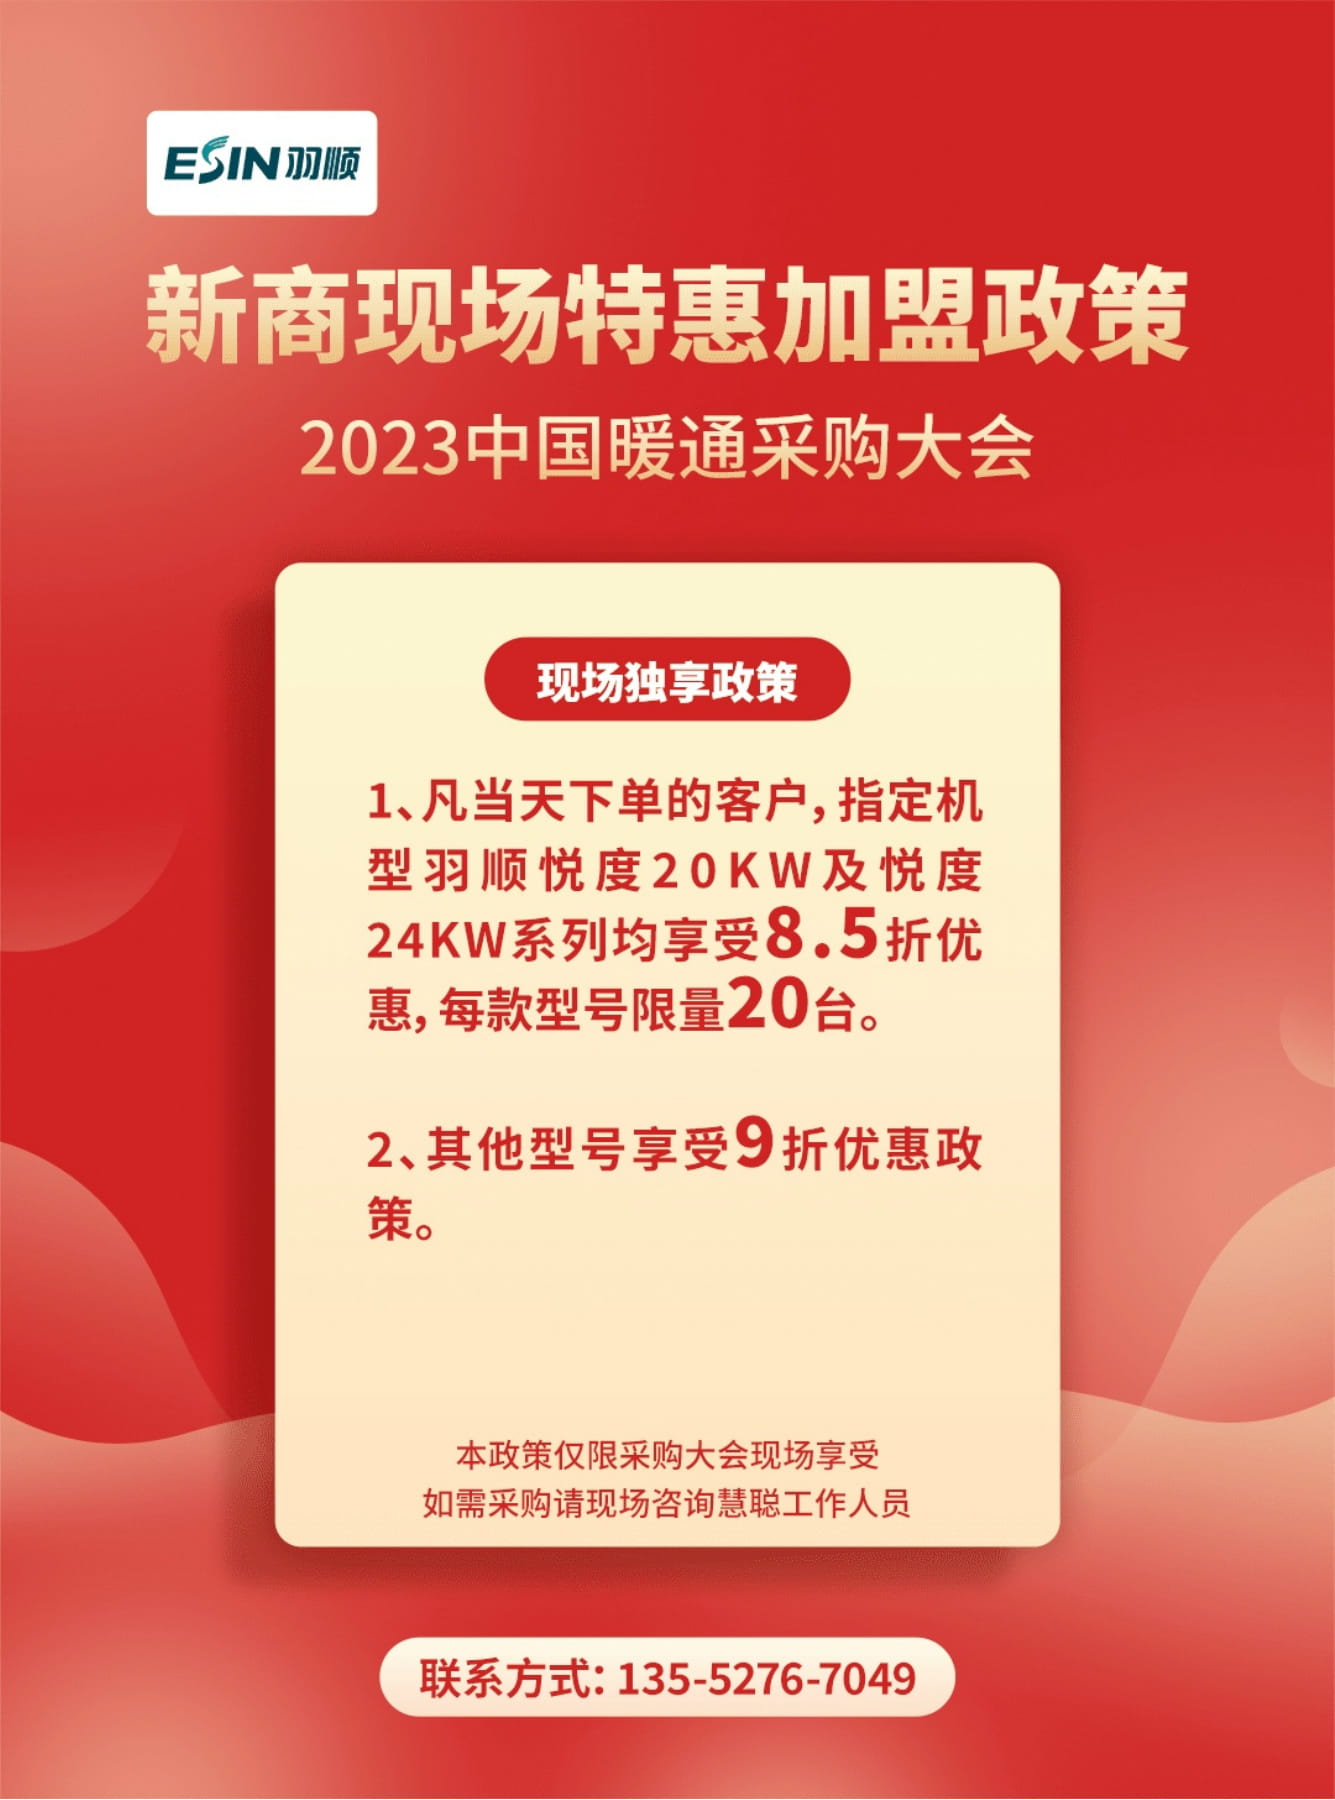 ESIN羽顺
新商现场特惠加盟政策
2023中国暖通采购大会
现场独享政策
1、凡当天下单的客户，指定机
型羽顺悦度20KW及悦度
24KW系列均享受8.5折优
惠，每款型号限量20台。
2、其他型号享受9折优惠政
策。
本政策仅限采购大会现场享受
如需采购请现场咨询慧聪工作人员
联系方式：135-5276-7049